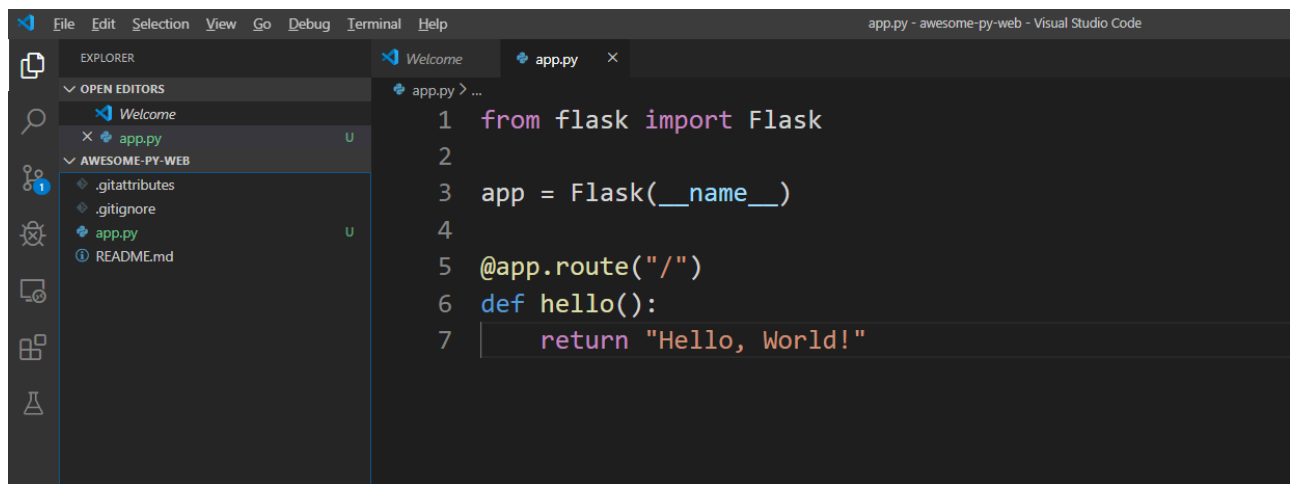 File Edit Selection View Go Debug Terminal Help
app.py - awesome-py-web - Visual Studio Code
EXPLORER
OPEN EDITORS
Welcome
app.py U
AWESOME-PY-WEB
.gitattributes
.gitignore
app.py U
README.md
1
Welcome app.py
app.py > ...
1 from flask import Flask
2
3 app = Flask(__name__)
4
5 @app.route("/")
6 def hello():
7     return "Hello, World!"